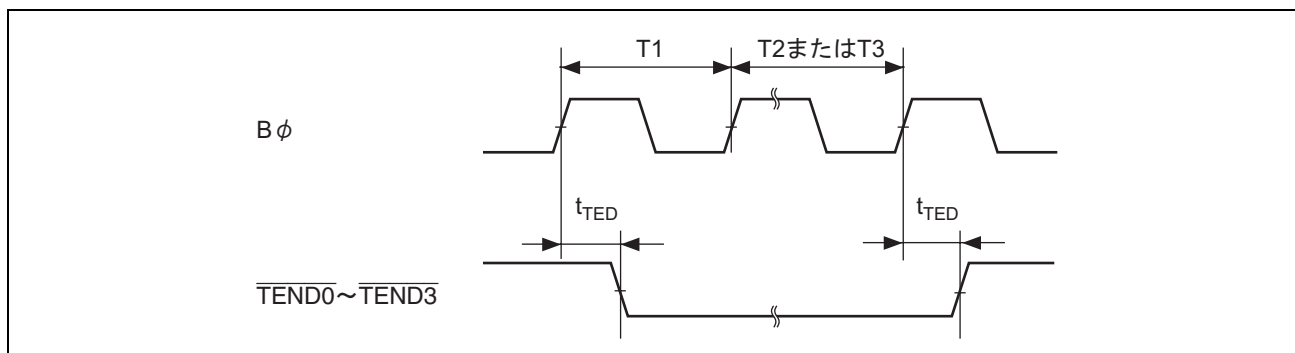 T1 T2またはT3
Bφ
tTED tTED
TEND0～TEND3